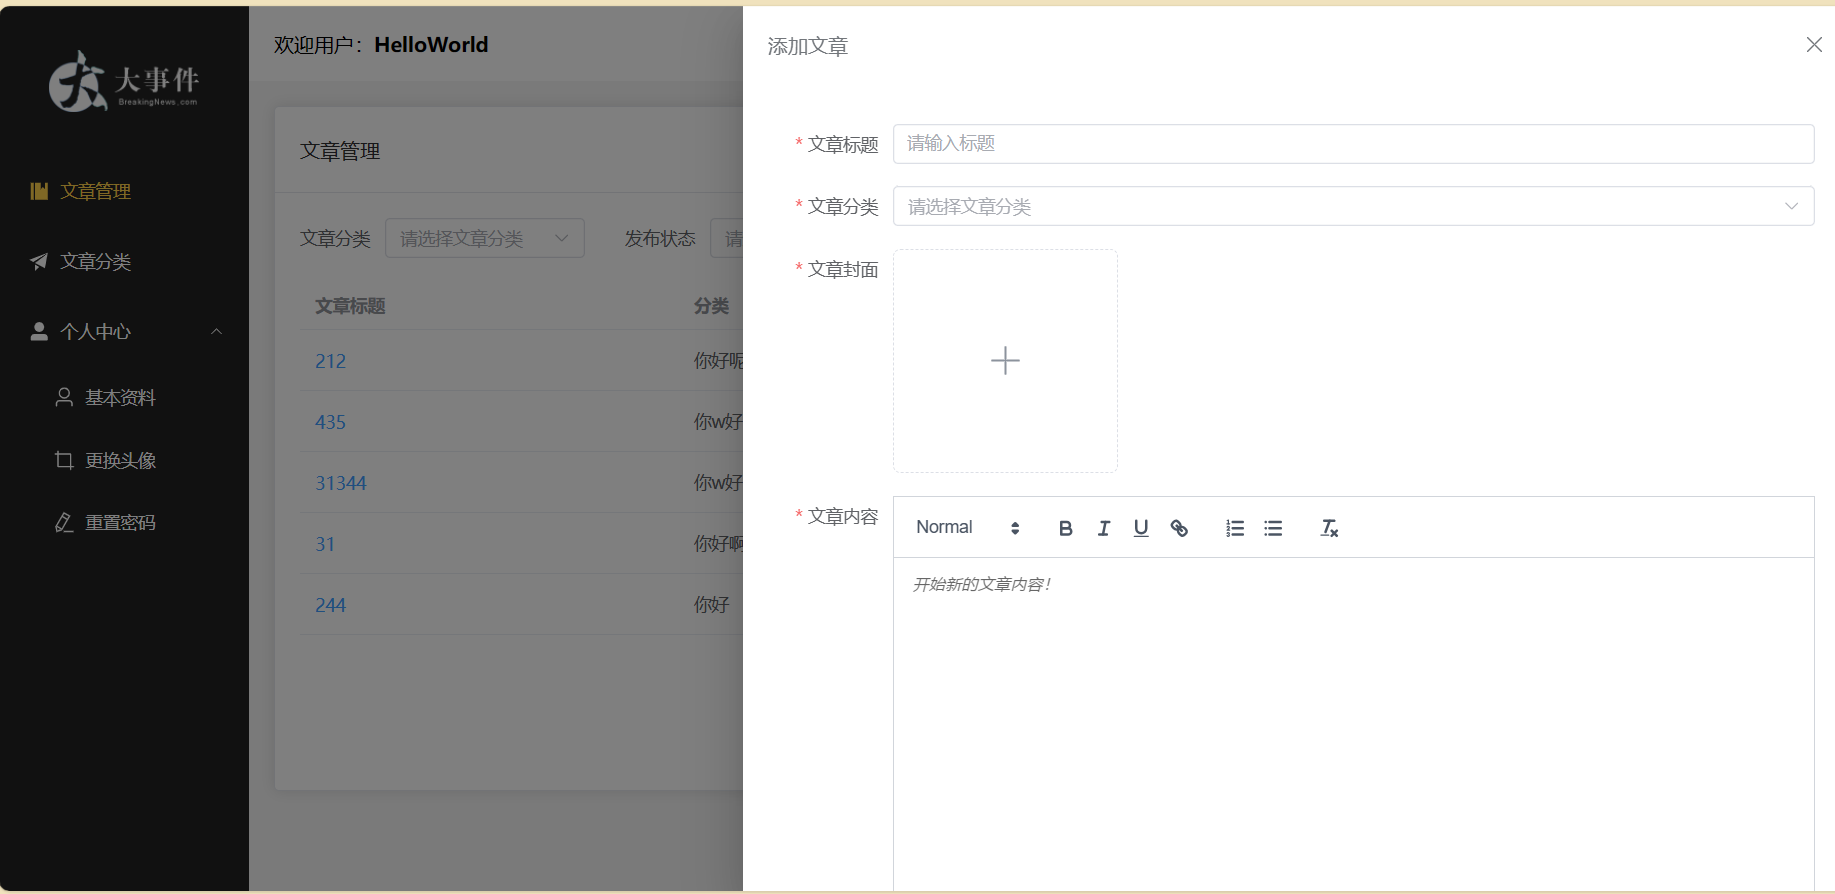 大事件
BreakingNews.com
文章管理
文章分类
个人中心
基本资料
更换头像
重置密码
欢迎用户：HelloWorld
文章管理
文章分类 请选择文章分类 发布状态 请
文章标题 分类
212 你好呢
435 你w好
31344 你w好
31 你好啊
244 你好
添加文章
* 文章标题 请输入标题
* 文章分类 请选择文章分类
* 文章封面
* 文章内容 Normal
开始新的文章内容！